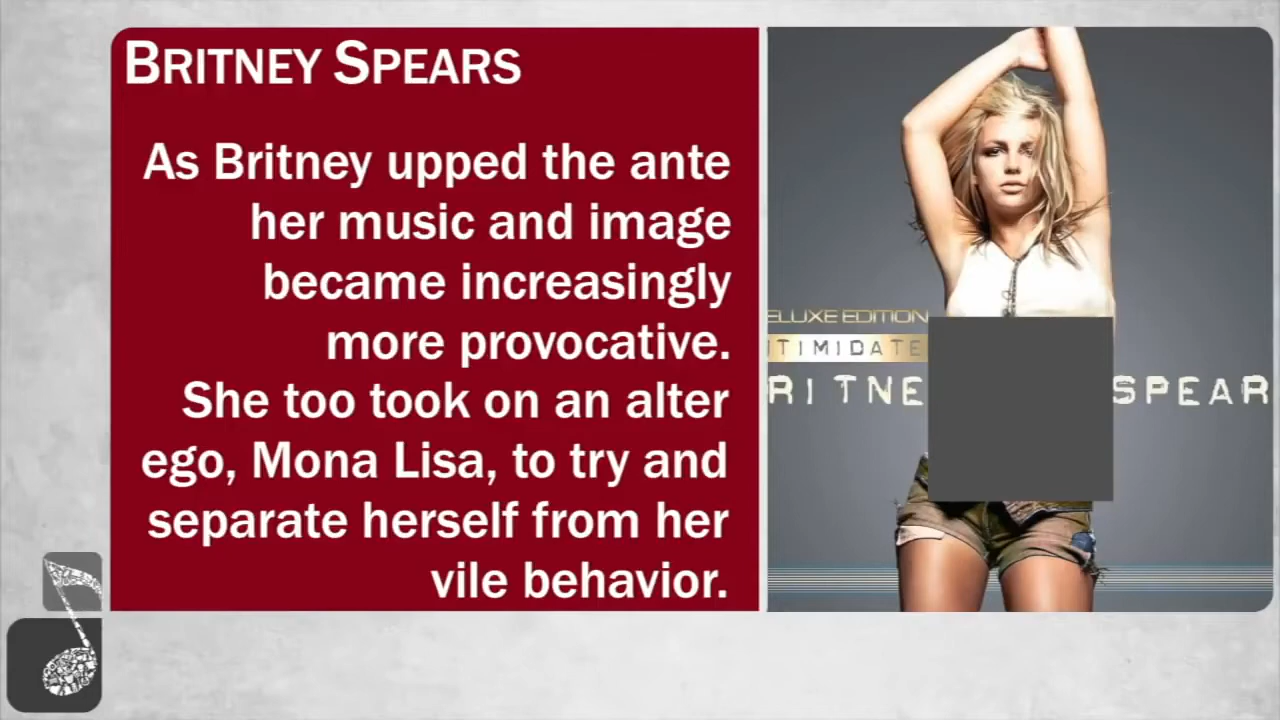 BRITNEY SPEARS
As Britney upped the ante
her music and image
became increasingly
more provocative.
She too took on an alter
ego, Mona Lisa, to try and
separate herself from her
vile behavior.
ELUXE EDITION
TIMIDATE
RITNE SPEAR